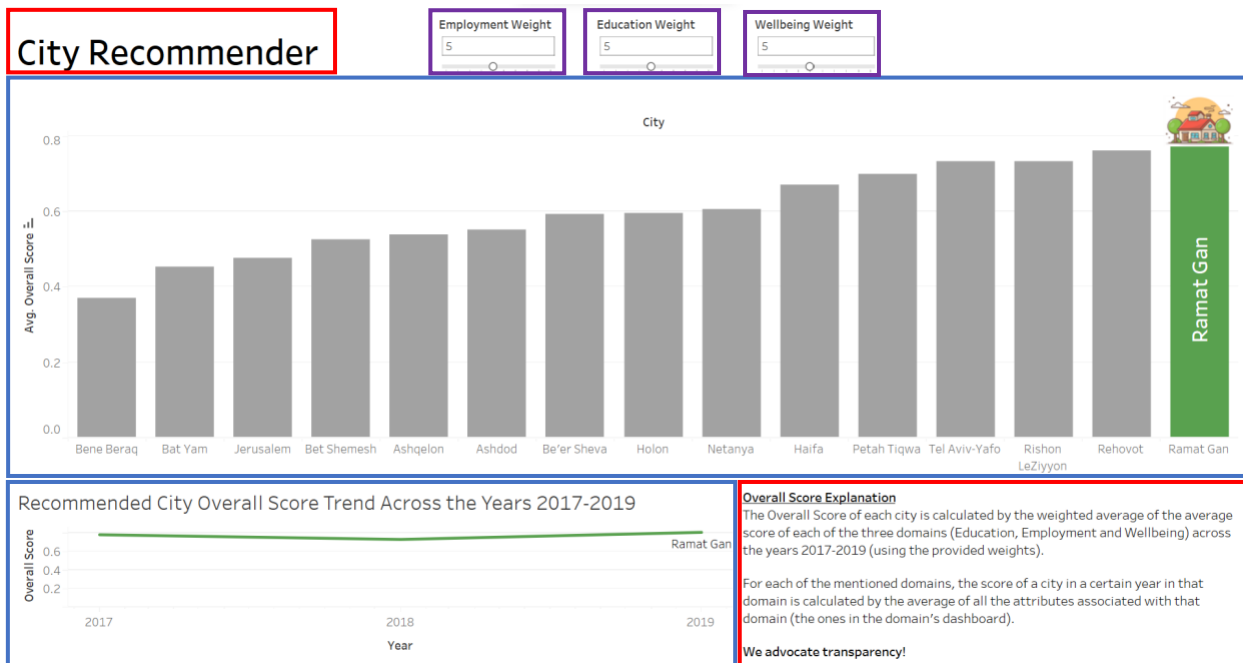 City Recommender
Employment Weight
5
Education Weight
5
Wellbeing Weight
5
City
Avg. Overall Score
0.8
0.6
0.4
0.2
0.0
Ramat Gan
Bene Beraq
Bat Yam
Jerusalem
Bet Shemesh
Ashqelon
Ashdod
Be'er Sheva
Holon
Netanya
Haifa
Petah Tiqwa
Tel Aviv-Yafo
Rishon
LeZiyyon
Rehovot
Ramat Gan
Recommended City Overall Score Trend Across the Years 2017-2019
Overall Score
0.6
0.4
0.2
Ramat Gan
2017
2018
2019
Year
Overall Score Explanation
The Overall Score of each city is calculated by the weighted average of the average
score of each of the three domains (Education, Employment and Wellbeing) across
the years 2017-2019 (using the provided weights).
For each of the mentioned domains, the score of a city in a certain year in that
domain is calculated by the average of all the attributes associated with that
domain (the ones in the domain's dashboard).
We advocate transparency!